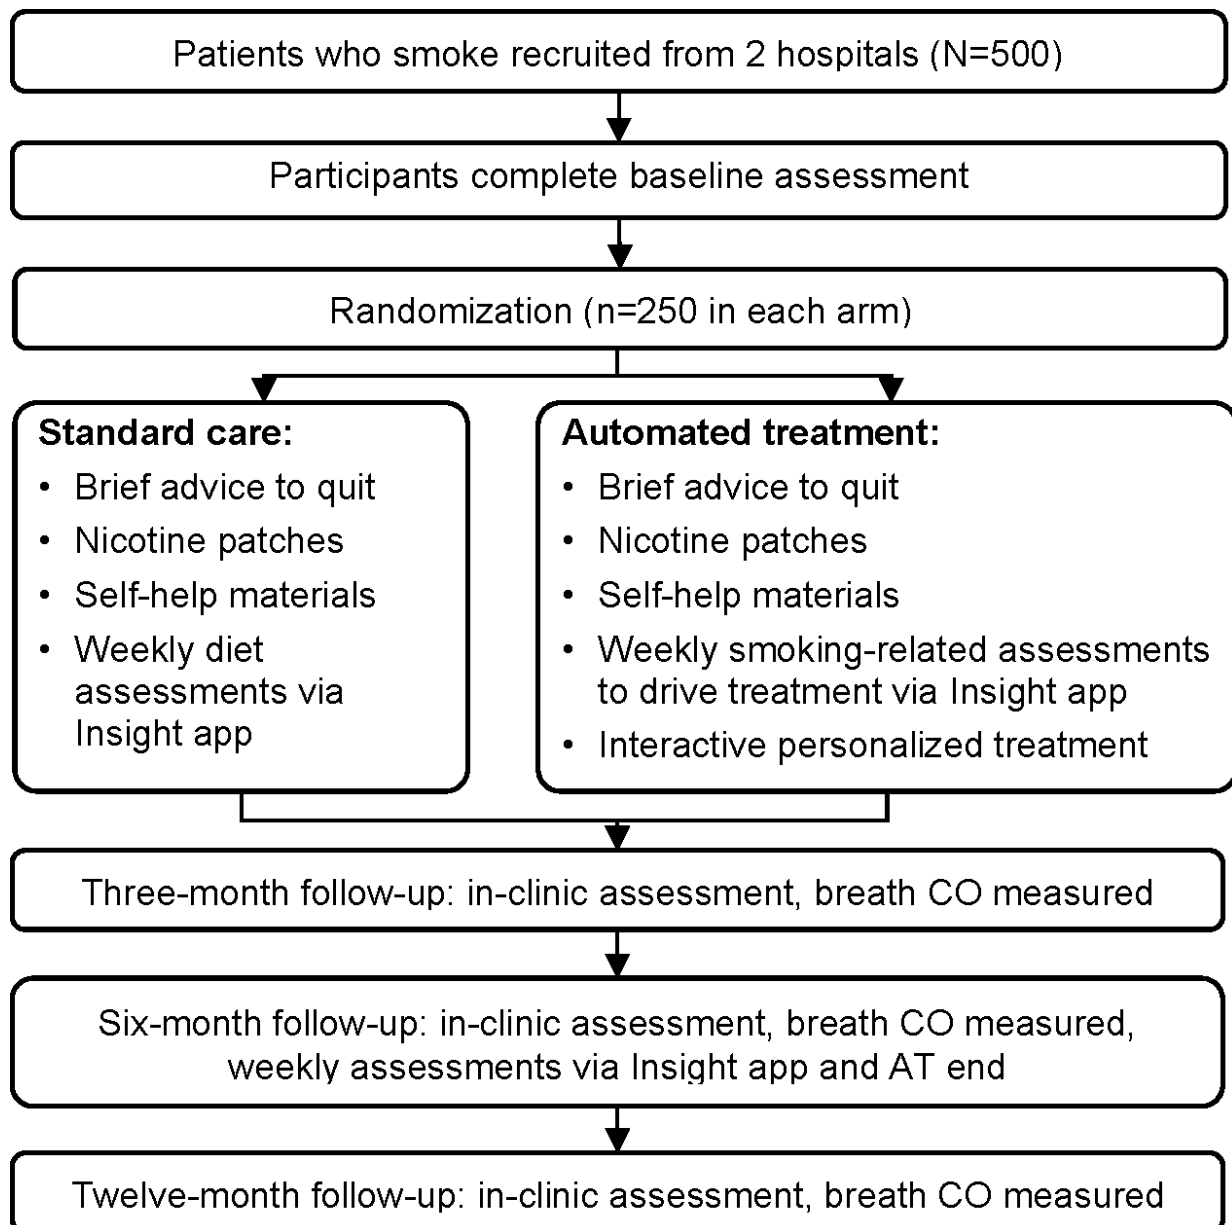 Patients who smoke recruited from 2 hospitals (N=500)
Participants complete baseline assessment
Randomization (n=250 in each arm)
Standard care:
• Brief advice to quit
• Nicotine patches
• Self-help materials
• Weekly diet
assessments via
Insight app
Automated treatment:
• Brief advice to quit
• Nicotine patches
• Self-help materials
• Weekly smoking-related assessments
to drive treatment via Insight app
• Interactive personalized treatment
Three-month follow-up: in-clinic assessment, breath CO measured
Six-month follow-up: in-clinic assessment, breath CO measured,
weekly assessments via Insight app and AT end
Twelve-month follow-up: in-clinic assessment, breath CO measured